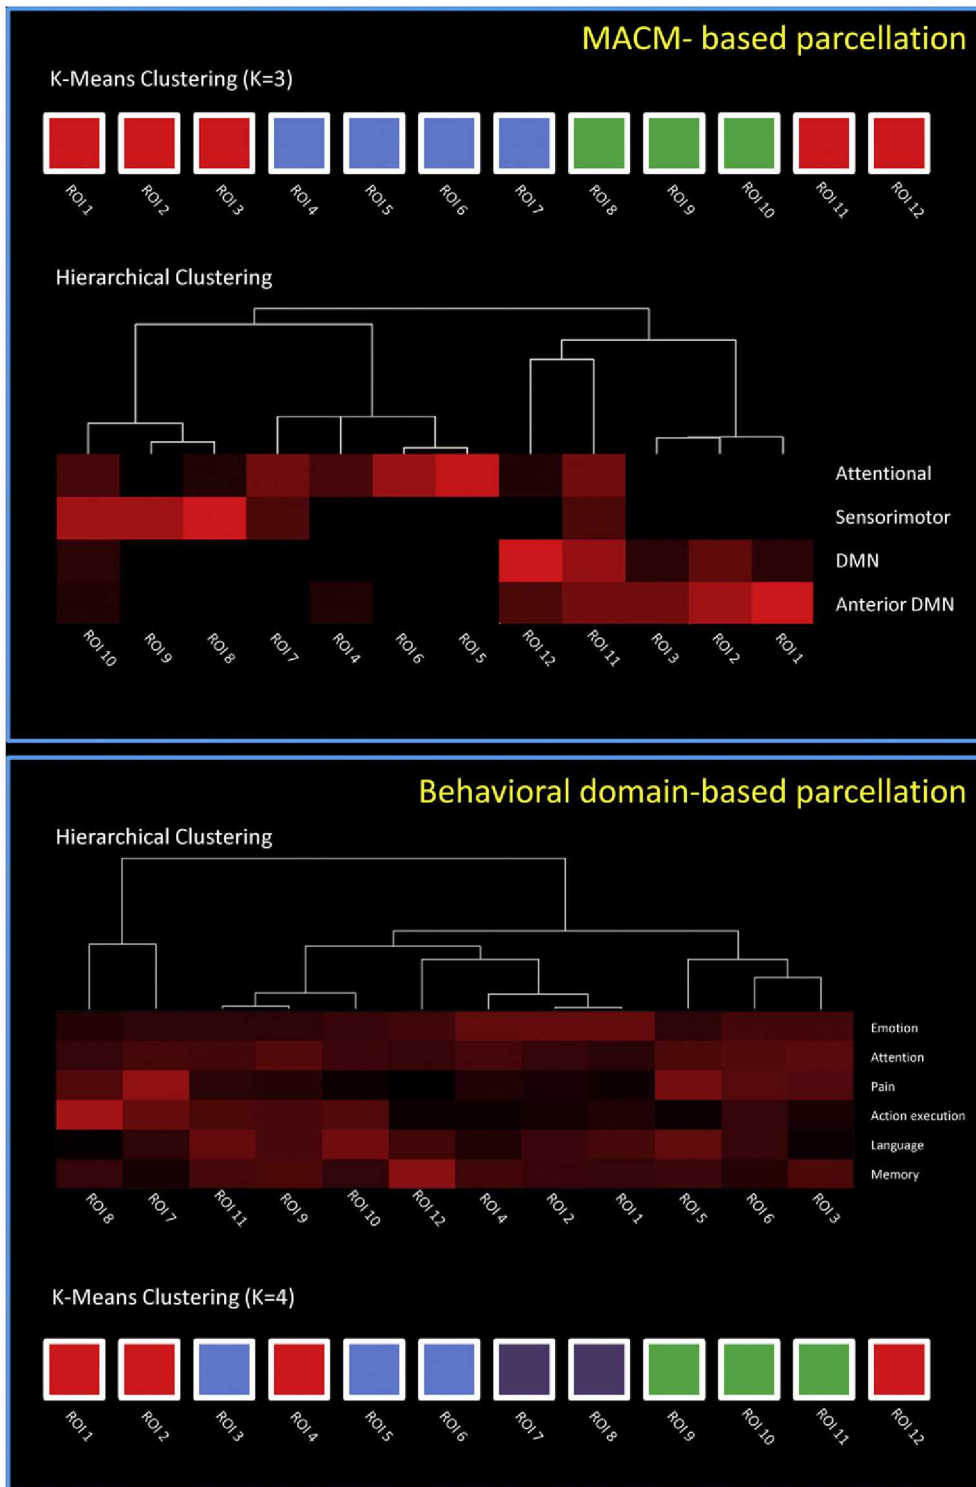 MACM- based parcellation
K-Means Clustering (K=3)
ROI 1 ROI 2 ROI 3 ROI 4 ROI 5 ROI 6 ROI 7 ROI 8 ROI 9 ROI 10 ROI 11 ROI 12
Hierarchical Clustering
Attentional
Sensorimotor
DMN
Anterior DMN
ROI 10 ROI 9 ROI 8 ROI 7 ROI 4 ROI 6 ROI 5 ROI 12 ROI 11 ROI 3 ROI 2 ROI 1
Behavioral domain-based parcellation
Hierarchical Clustering
Emotion
Attention
Pain
Action execution
Language
Memory
ROI 8 ROI 7 ROI 11 ROI 9 ROI 10 ROI 12 ROI 4 ROI 2 ROI 1 ROI 5 ROI 6 ROI 3
K-Means Clustering (K=4)
ROI 1 ROI 2 ROI 3 ROI 4 ROI 5 ROI 6 ROI 7 ROI 8 ROI 9 ROI 10 ROI 11 ROI 12